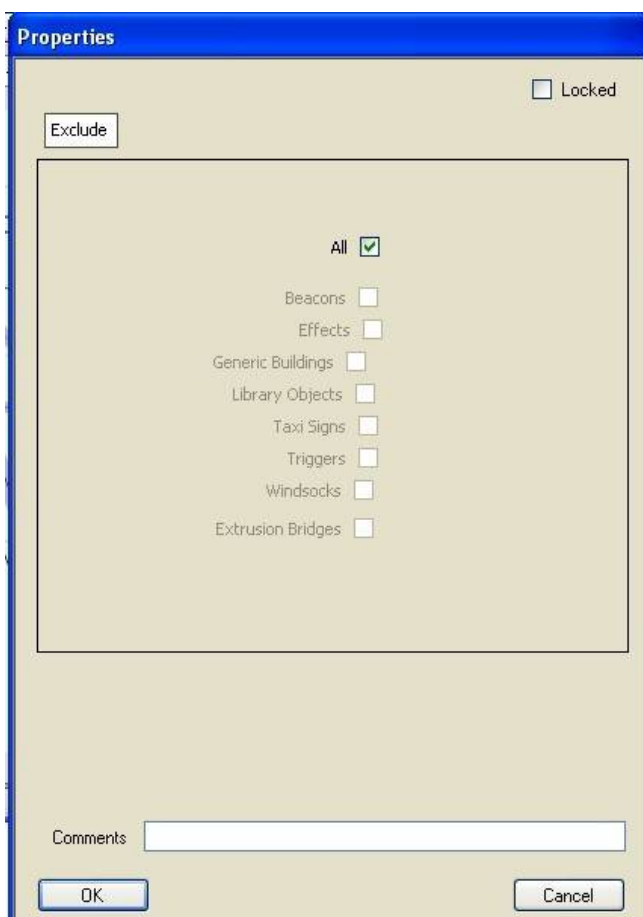 Properties
Locked
Exclude
All
Beacons
Effects
Generic Buildings
Library Objects
Taxi Signs
Triggers
Windsocks
Extrusion Bridges
Comments
OK
Cancel